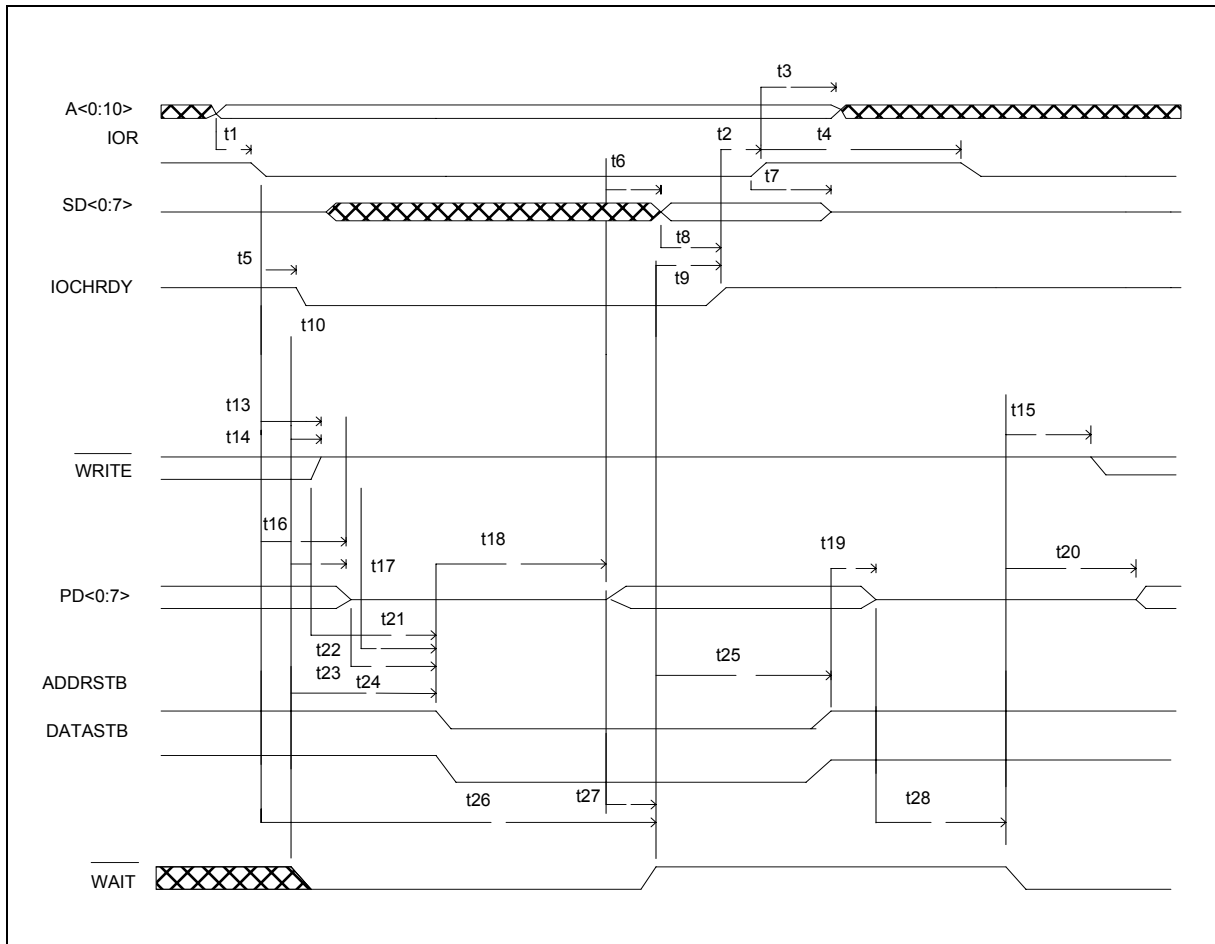 t3
A<0:10>
t1
t2
t4
IOR
t6
t7
SD<0:7>
t8
t5
t9
IOCHRDY
t10
t13
t15
t14
WRITE
t16
t18
t19
t17
t20
PD<0:7>
t21
t22
t23
t25
t24
ADDRSTB
DATASTB
t26
t27
t28
WAIT